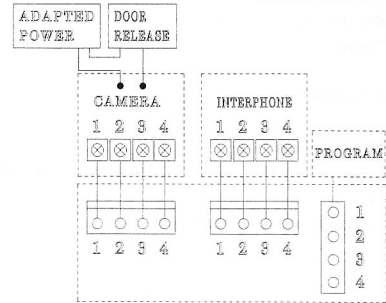 ADAPTED
POWER
DOOR
RELEASE
CAMERA
1 2 3 4
INTERPHONE
1 2 3 4
PROGRAM
1 2 3 4
1 2 3 4
1
2
3
4